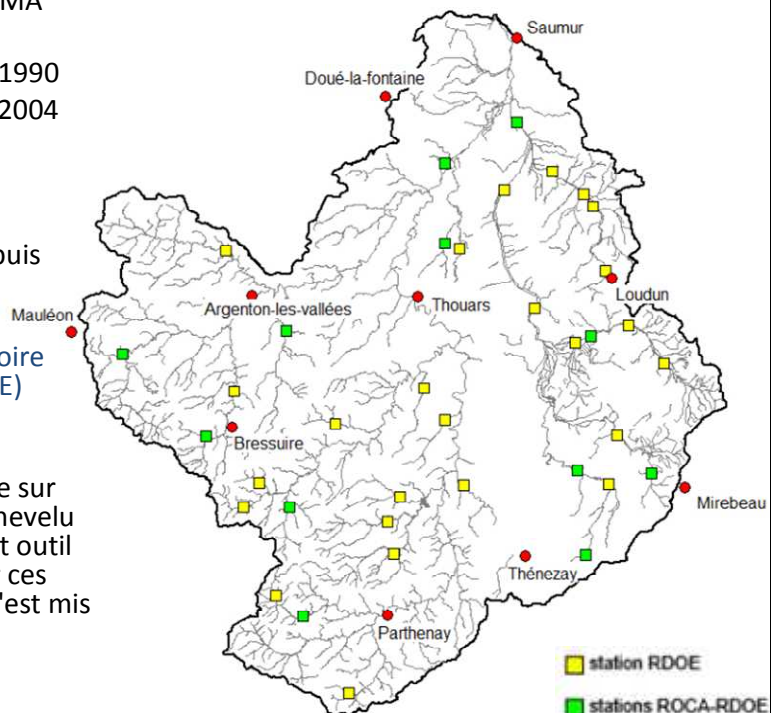 MA
1990
2004
puis
oire
E)
e sur
nevelu
t outil
r ces
'est mis
Saumur
Doué-la-fontaine
Loudun
Argenton-les-vallées
Thouars
Mauléon
Bressuire
Mirebeau
Thénezay
Parthenay
station RDOE
stations ROCA-RDOE